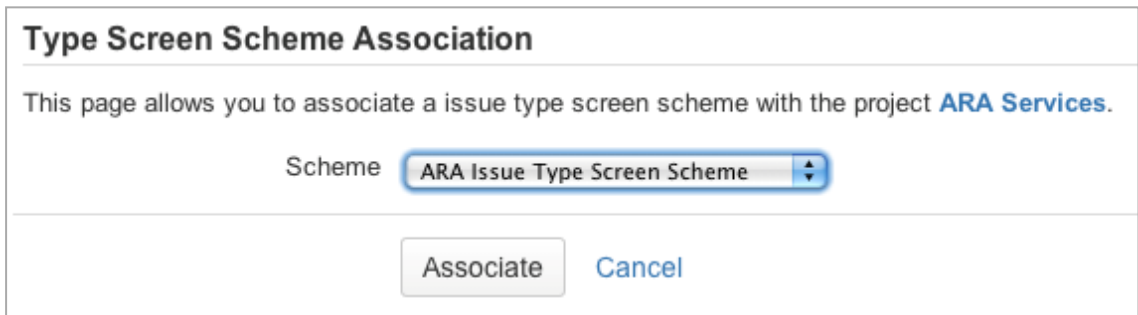 Type Screen Scheme Association
This page allows you to associate a issue type screen scheme with the project ARA Services.
Scheme ARA Issue Type Screen Scheme
Associate Cancel